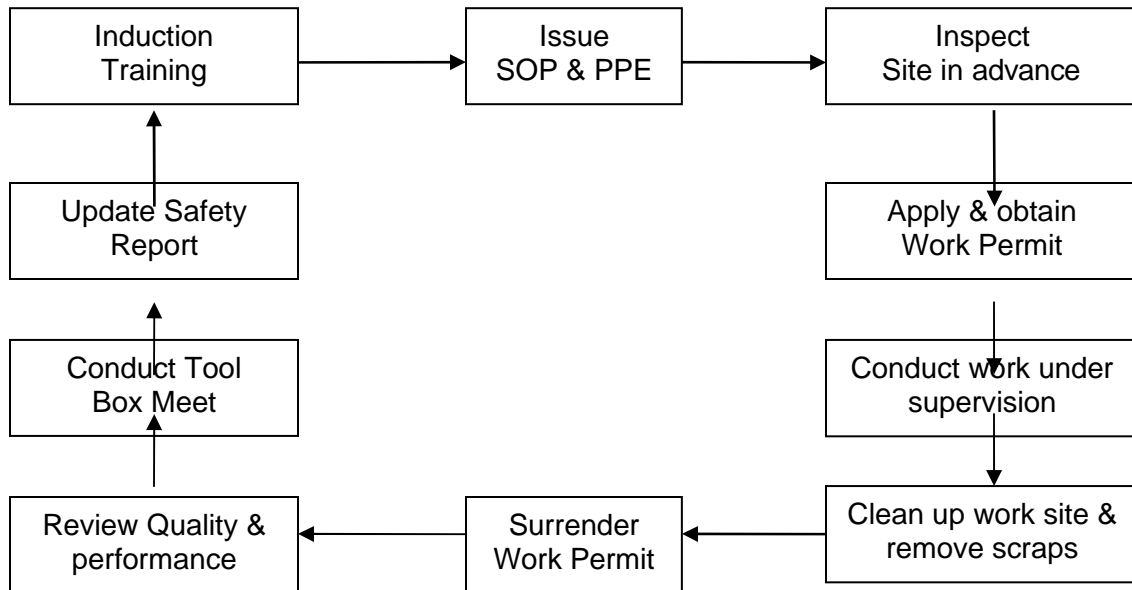 Induction
Training
Issue
SOP & PPE
Inspect
Site in advance
Apply & obtain
Work Permit
Conduct work under
supervision
Clean up work site &
remove scraps
Surrender
Work Permit
Review Quality &
performance
Conduct Tool
Box Meet
Update Safety
Report